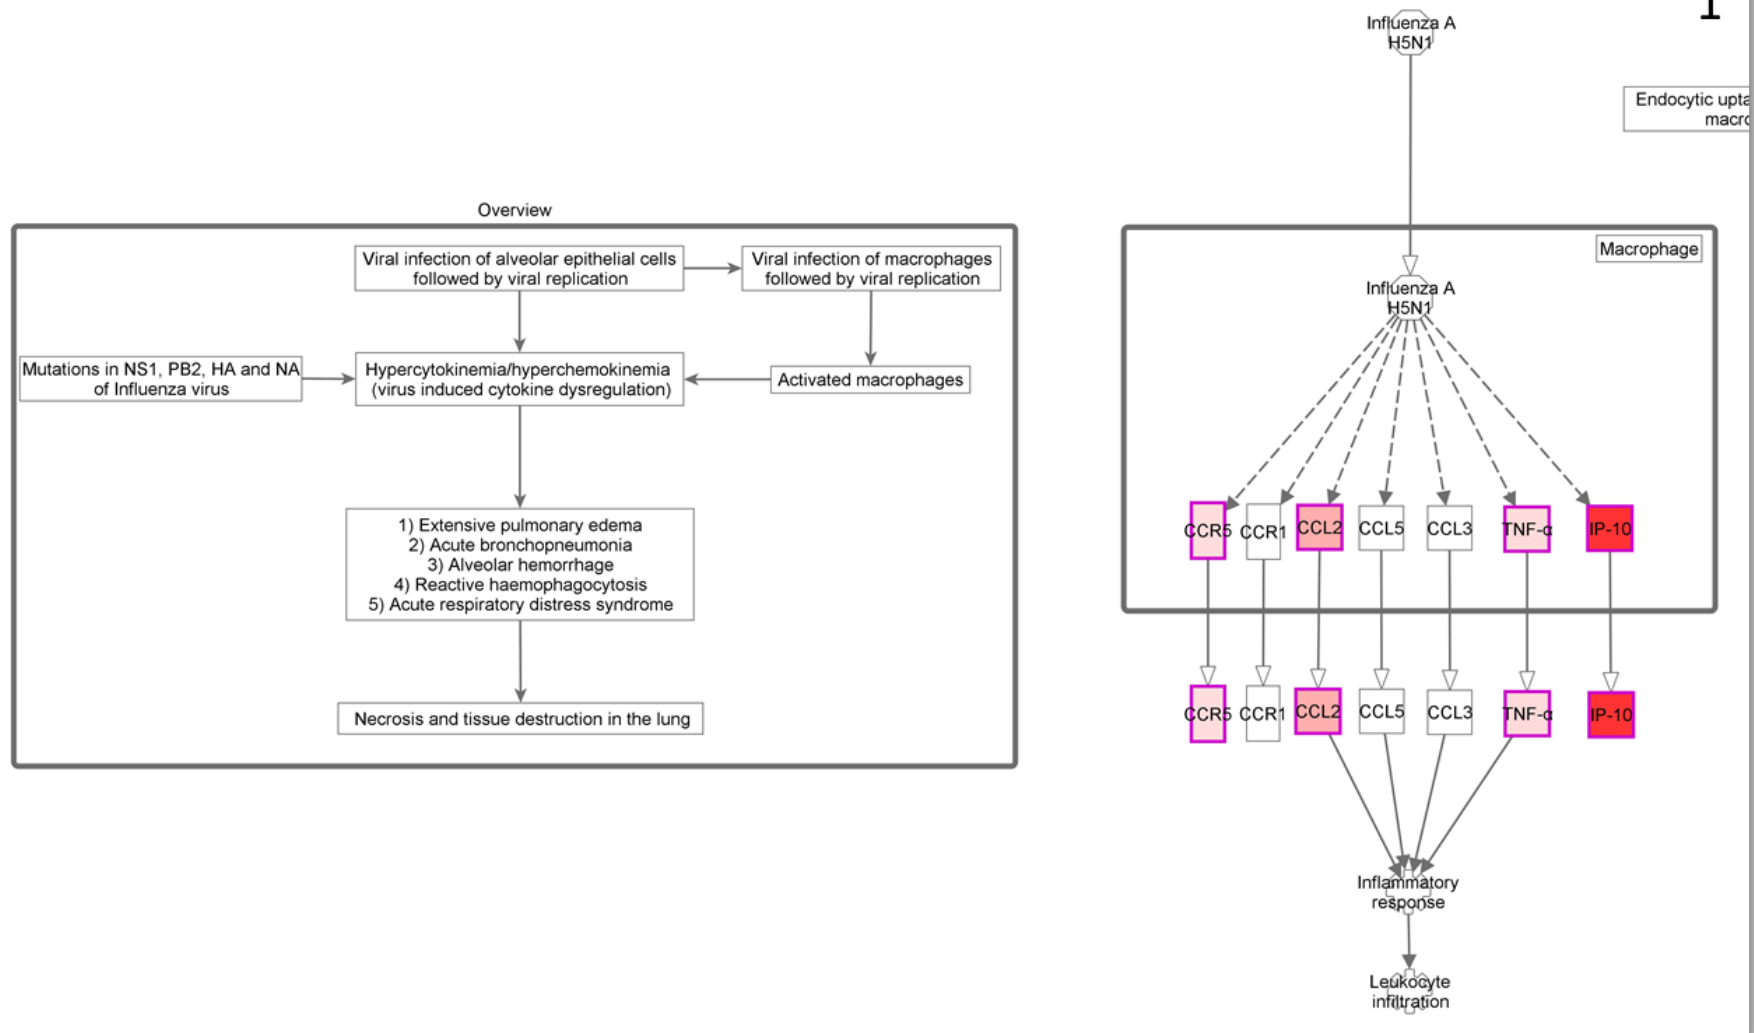 Overview
Viral infection of alveolar epithelial cells
followed by viral replication
Viral infection of macrophages
followed by viral replication
Mutations in NS1, PB2, HA and NA
of Influenza virus
Hypercytokinemia/hyperchemokinemia
(virus induced cytokine dysregulation)
Activated macrophages
1) Extensive pulmonary edema
2) Acute bronchopneumonia
3) Alveolar hemorrhage
4) Reactive haemophagocytosis
5) Acute respiratory distress syndrome
Necrosis and tissue destruction in the lung
1
Influenza A
H5N1
Endocytic upta
macro
Macrophage
Influenza A
H5N1
CCR5 CCR1 CCL2 CCL5 CCL3 TNF-α IP-10
CCR5 CCR1 CCL2 CCL5 CCL3 TNF-α IP-10
Inflammatory
response
Leukocyte
infiltration